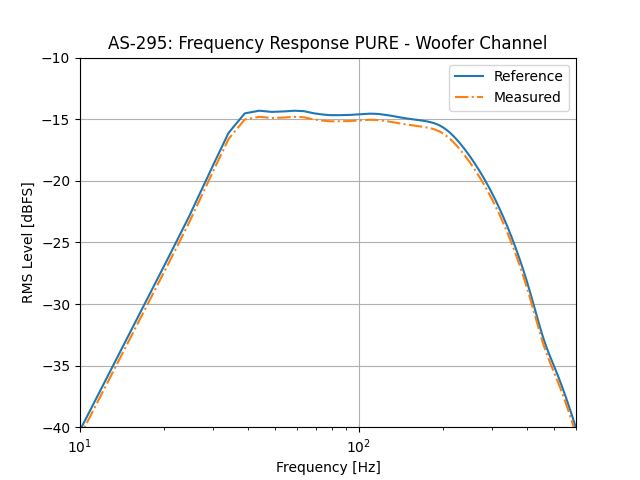 AS-295: Frequency Response PURE - Woofer Channel
Reference
Measured
RMS Level [dBFS]
−10
−15
−20
−25
−30
−35
−40
10¹
10²
Frequency [Hz]